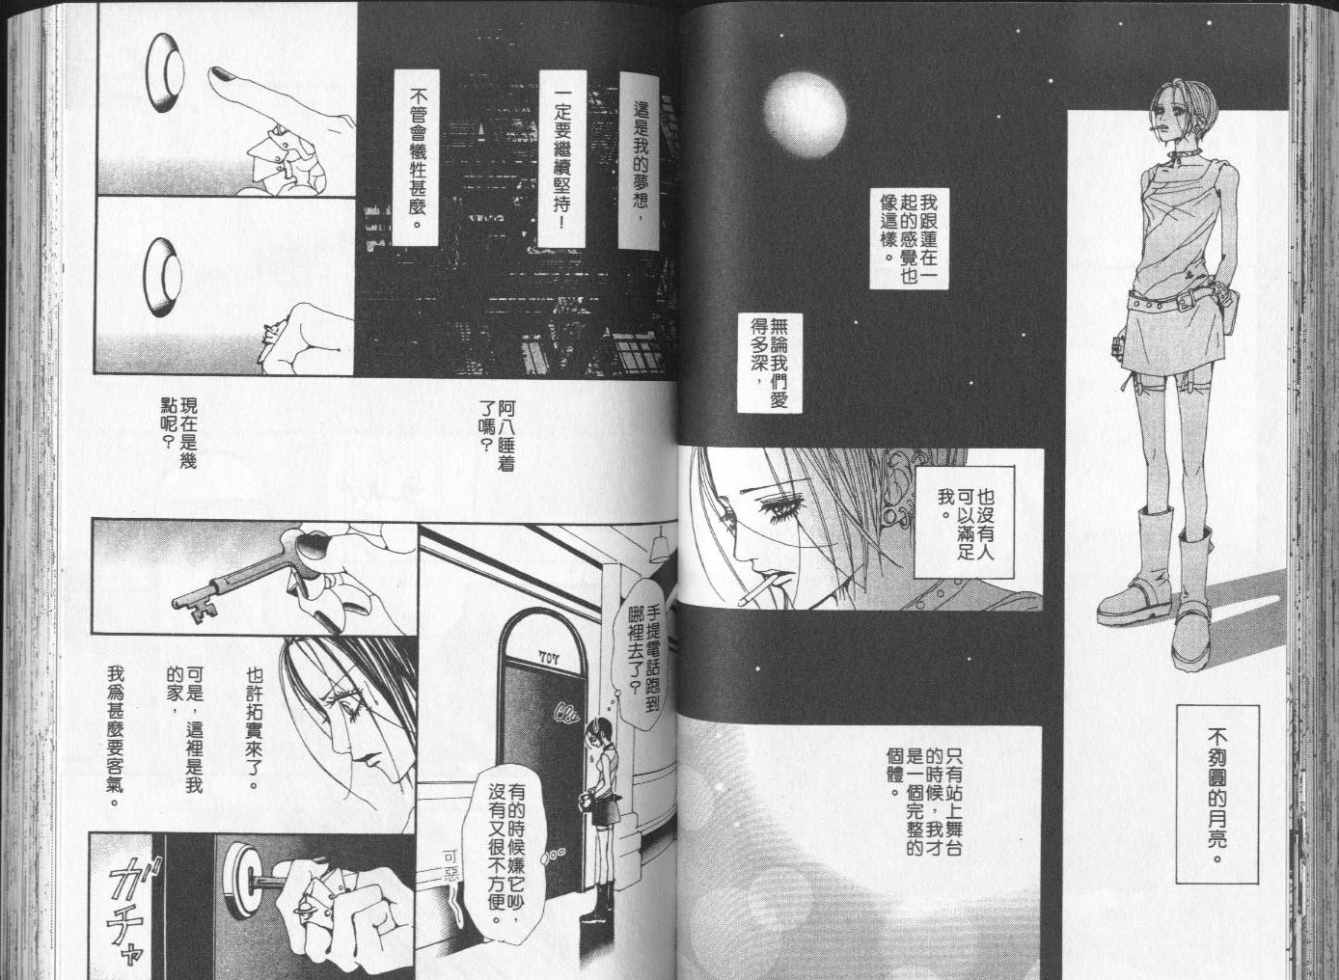 不夠圓的月亮。
我跟蓮在一
起的感覺也
像這樣。
無論我們愛
得多深，
也沒有人
可以滿足
我。
只有站上舞台
的時候，我才
是一個完整的
個體。
這是我的夢想，
一定要繼續堅持！
不管會犧牲甚麼。
阿八睡着
了嗎？
現在是幾
點呢？
手提電話跑到
哪裡去了？
707
有的時候嫌它吵，
沒有又很不方便。
可惡
也許拓實來了。
可是，這裡是我
的家，
我爲甚麼要客氣。
ガチャ